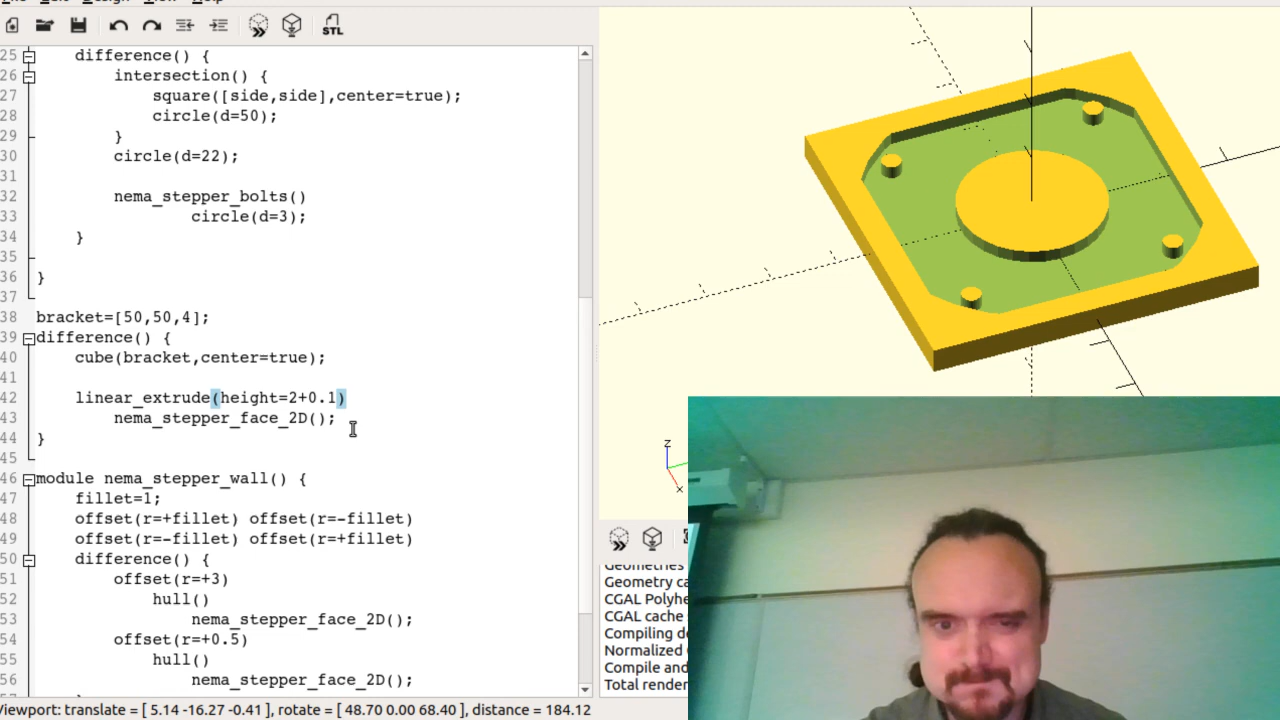 STL
25 difference() {
26 intersection() {
27 square([side,side],center=true);
28 circle(d=50);
29 }
30 circle(d=22);
31
32 nema_stepper_bolts()
33 circle(d=3);
34 }
35
36 }
37
38 bracket=[50,50,4];
39 difference() {
40 cube(bracket,center=true);
41
42 linear_extrude(height=2+0.1)
43 nema_stepper_face_2D();
44 }
45
46 module nema_stepper_wall() {
47 fillet=1;
48 offset(r=+fillet) offset(r=-fillet)
49 offset(r=-fillet) offset(r=+fillet)
50 difference() {
51 offset(r=+3)
52 hull()
53 nema_stepper_face_2D();
54 offset(r=+0.5)
55 hull()
56 nema_stepper_face_2D();
z
x
Geometries
Geometry ca
CGAL Polyhe
CGAL cache
Compiling de
Normalized
Compile and
Total render
Viewport: translate = [ 5.14 -16.27 -0.41 ], rotate = [ 48.70 0.00 68.40 ], distance = 184.12